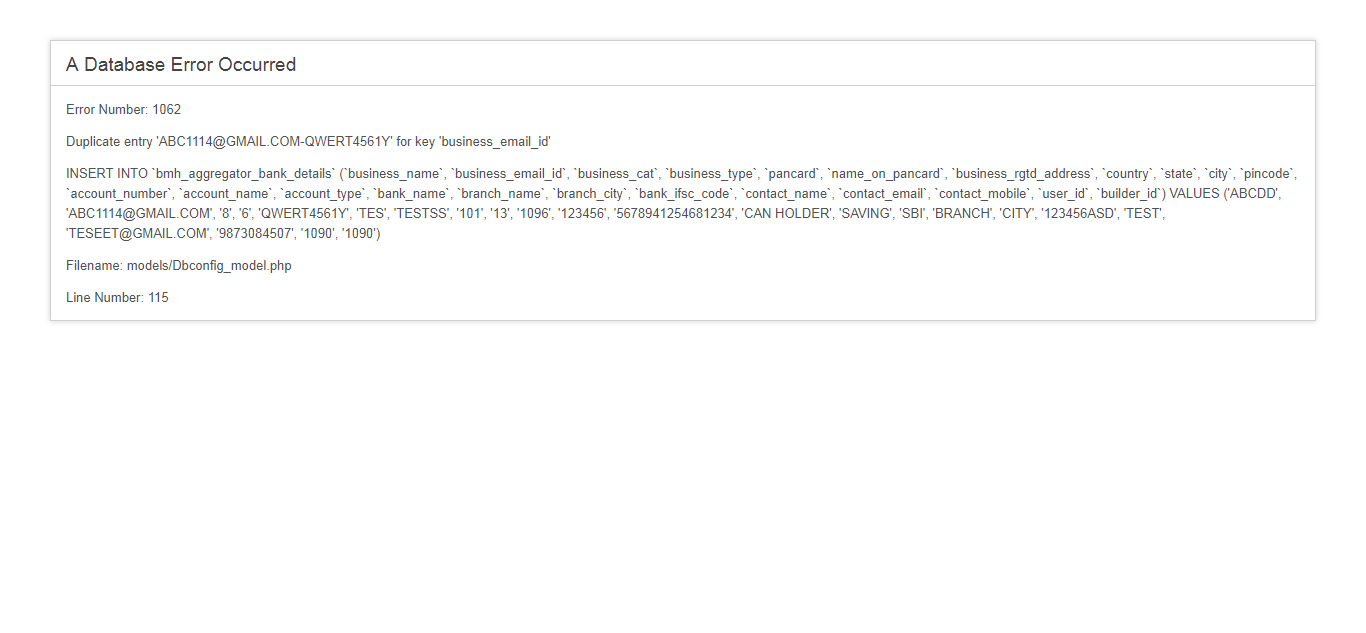 A Database Error Occurred
Error Number: 1062
Duplicate entry 'ABC1114@GMAIL.COM-QWERT4561Y' for key 'business_email_id'
INSERT INTO `bmh_aggregator_bank_details` (`business_name`, `business_email_id`, `business_cat`, `business_type`, `pancard`, `name_on_pancard`, `business_rgtd_address`, `country`, `state`, `city`, `pincode`,
`account_number`, `account_name`, `account_type`, `bank_name`, `branch_name`, `branch_city`, `bank_ifsc_code`, `contact_name`, `contact_email`, `contact_mobile`, `user_id`, `builder_id`) VALUES ('ABCDD',
'ABC1114@GMAIL.COM', '8', '6', 'QWERT4561Y', 'TES', 'TESTSS', '101', '13', '1096', '123456', '5678941254681234', 'CAN HOLDER', 'SAVING', 'SBI', 'BRANCH', 'CITY', '123456ASD', 'TEST',
'TESEET@GMAIL.COM', '9873084507', '1090', '1090')
Filename: models/Dbconfig_model.php
Line Number: 115